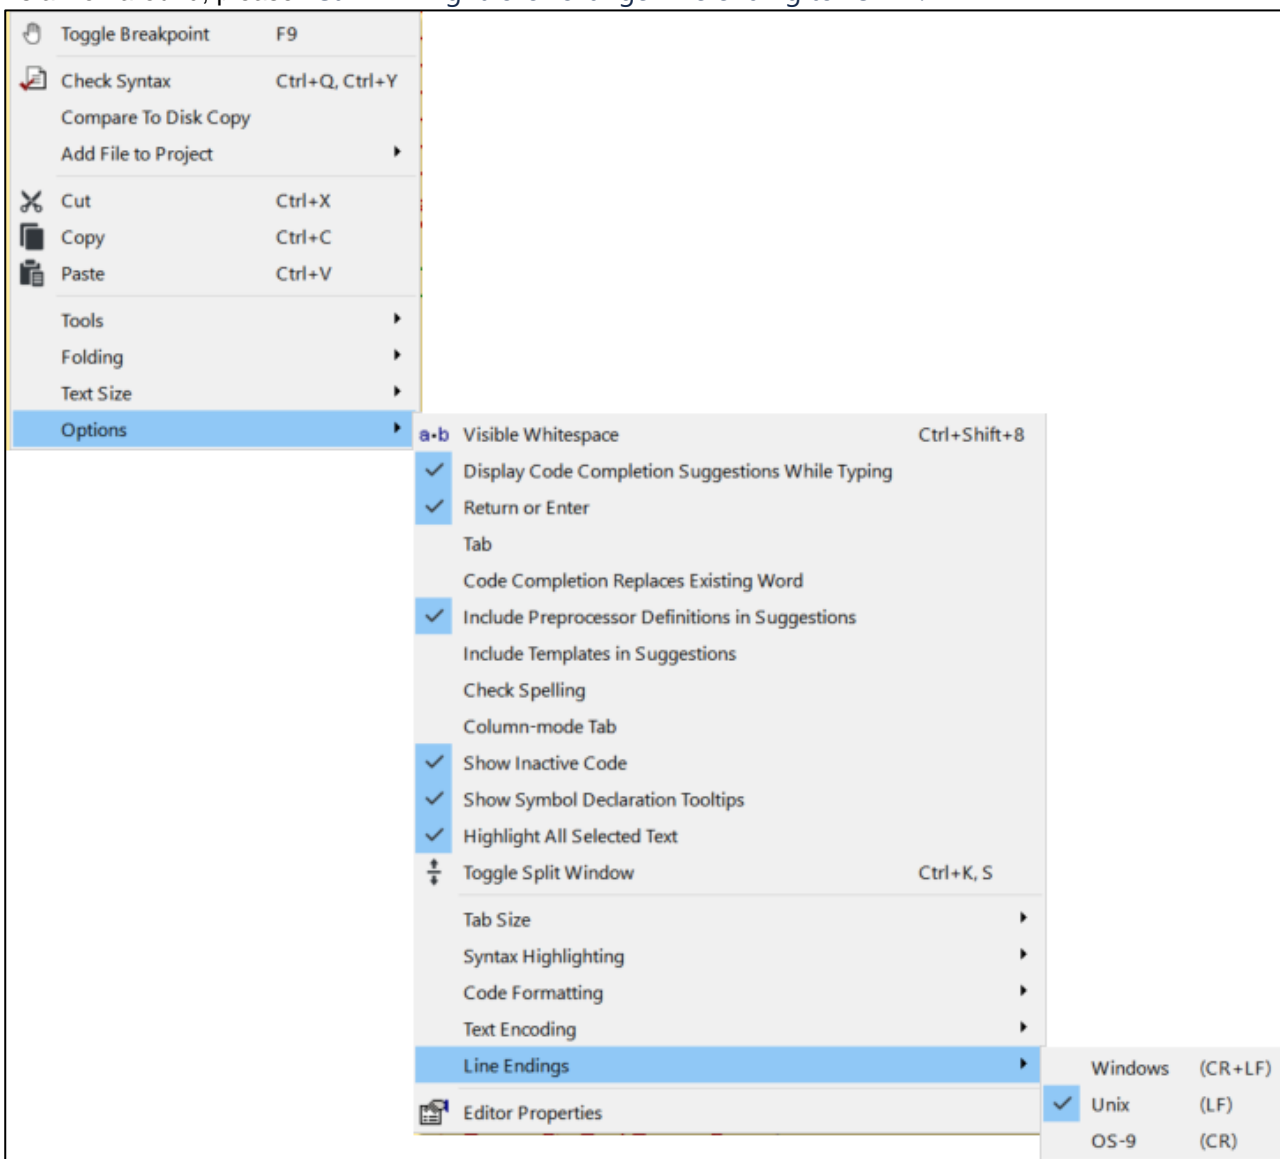 Toggle Breakpoint F9
Check Syntax Ctrl+Q, Ctrl+Y
Compare To Disk Copy
Add File to Project
Cut Ctrl+X
Copy Ctrl+C
Paste Ctrl+V
Tools
Folding
Text Size
Options
a•b Visible Whitespace Ctrl+Shift+8
Display Code Completion Suggestions While Typing
Return or Enter
Tab
Code Completion Replaces Existing Word
Include Preprocessor Definitions in Suggestions
Include Templates in Suggestions
Check Spelling
Column-mode Tab
Show Inactive Code
Show Symbol Declaration Tooltips
Highlight All Selected Text
Toggle Split Window Ctrl+K, S
Tab Size
Syntax Highlighting
Code Formatting
Text Encoding
Line Endings
Editor Properties
Windows (CR+LF)
Unix (LF)
OS-9 (CR)